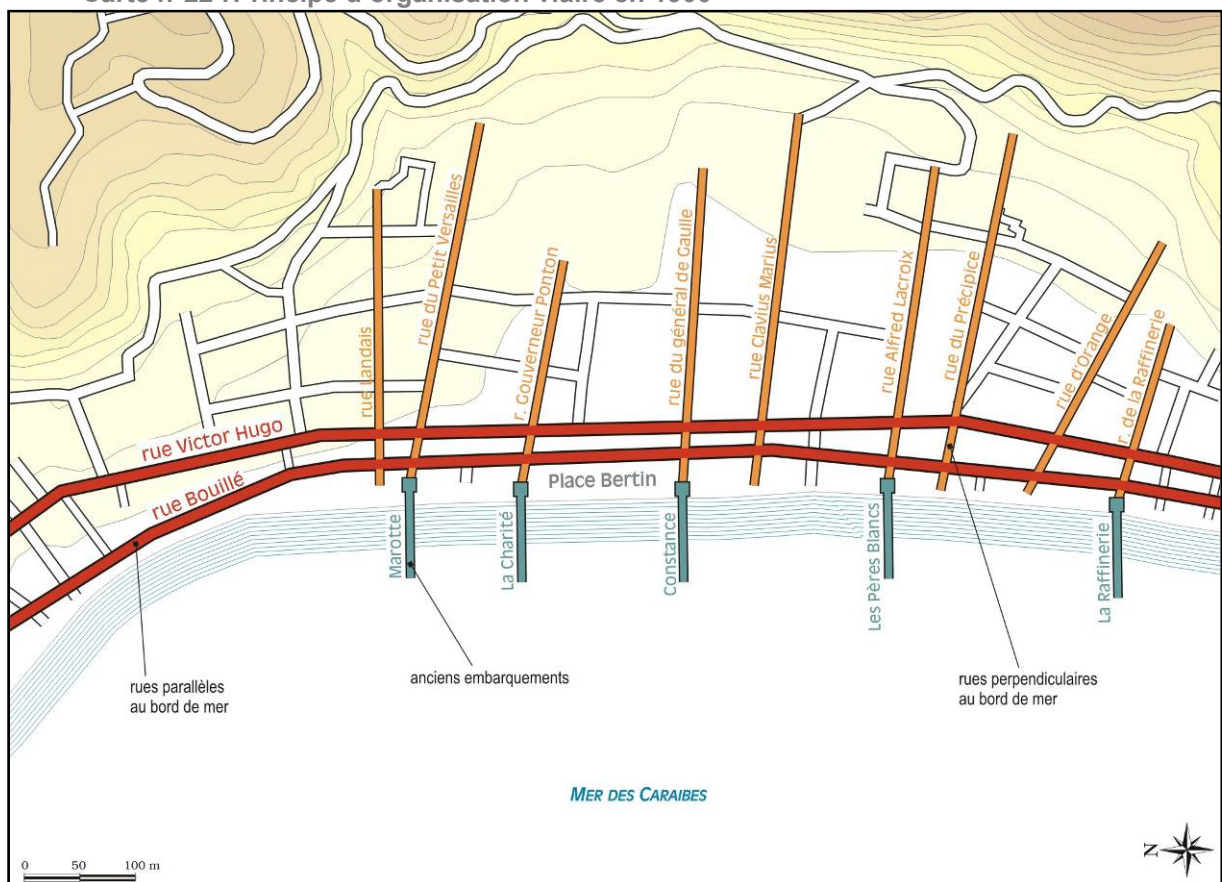 rue du Petit Versailles
rue Landais
r. Gouverneur Ponton
rue du général de Gaulle
rue Clavius Marius
rue Alfred Lacroix
rue du Précipice
rue d'Orange
r. de la Raffinerie
rue Victor Hugo
rue Bouillé
Place Bertin
Marotte
La Charité
Constance
Les Pères Blancs
La Raffinerie
rues parallèles
au bord de mer
anciens embarquements
rues perpendiculaires
au bord de mer
MER DES CARAIBES
0 50 100 m
N